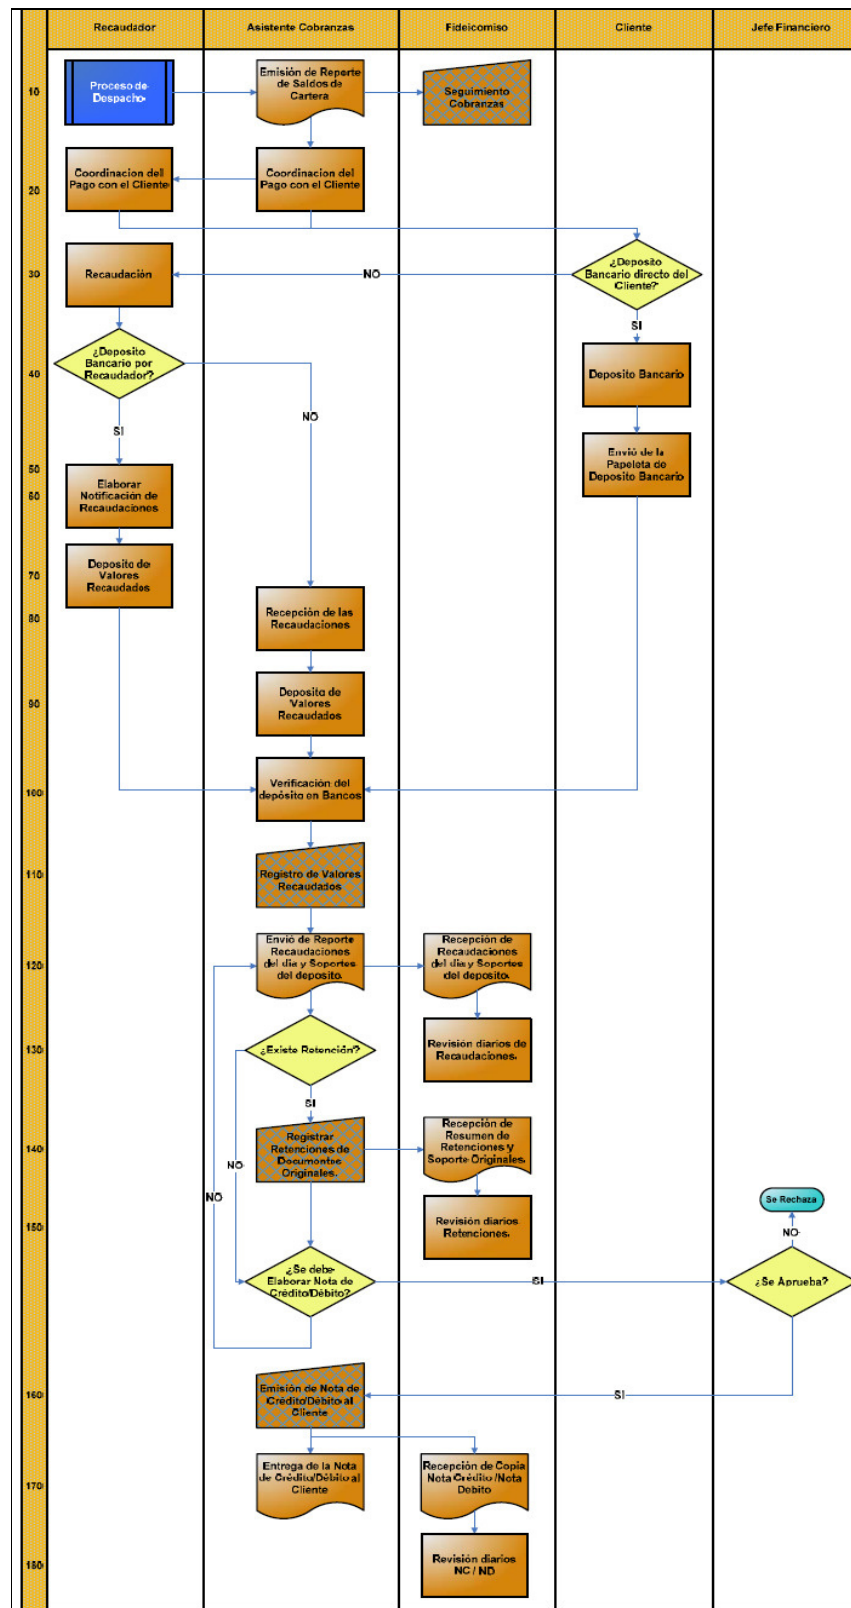 Recaudador
Asistente Cobranzas
Fideicomiso
Cliente
Jefe Financiero
10
Proceso de
Despacho
Emisión de Reporte
de Saldos de
Cartera
Seguimiento
Cobranzas
20
Coordinacion del
Pago con el Cliente
Coordinacion del
Pago con el Cliente
30
Recaudación
NO
¿Deposito
Bancario directo del
Cliente?
SI
40
¿Deposito
Bancario por
Recaudador?
NO
SI
Deposito Bancario
50
60
Elaborar
Notificación de
Recaudaciones
Envió de la
Papeleta de
Deposito Bancario
70
Deposito de
Valores
Recaudados
80
Recepción de las
Recaudaciones
90
Deposito de
Valores
Recaudados
100
Verificación del
depósito en Bancos
110
Registro de Valores
Recaudados
120
Envió de Reporte
Recaudaciones
del dia y Soportes
del deposito.
Recepción de
Recaudaciones
del dia y Soportes
del deposito.
130
¿Existe Retención?
Revisión diarios de
Recaudaciones.
SI
140
Registrar
Retenciones de
Documentos
Originales.
Recepción de
Resumen de
Retenciones y
Soporte Originales.
NO
NO
150
Revisión diarios
Retenciones.
Se Rechaza
NO
¿Se debe
Elaborar Nota de
Crédito/Débito?
SI
¿Se Aprueba?
160
Emisión de Nota de
Crédito/Débito al
Cliente
SI
170
Entrega de la Nota
de Crédito/Débito al
Cliente
Recepción de Copia
Nota Crédito /Nota
Debito
180
Revisión diarios
NC / ND